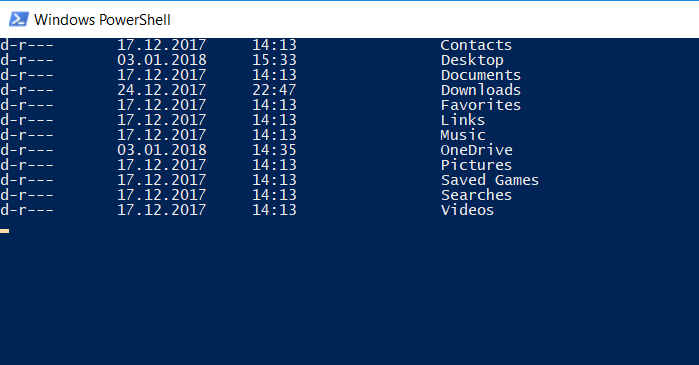 Windows PowerShell
d-r--- 17.12.2017 14:13 Contacts
d-r--- 03.01.2018 15:33 Desktop
d-r--- 17.12.2017 14:13 Documents
d-r--- 24.12.2017 22:47 Downloads
d-r--- 17.12.2017 14:13 Favorites
d-r--- 17.12.2017 14:13 Links
d-r--- 17.12.2017 14:13 Music
d-r--- 03.01.2018 14:35 OneDrive
d-r--- 17.12.2017 14:13 Pictures
d-r--- 17.12.2017 14:13 Saved Games
d-r--- 17.12.2017 14:13 Searches
d-r--- 17.12.2017 14:13 Videos